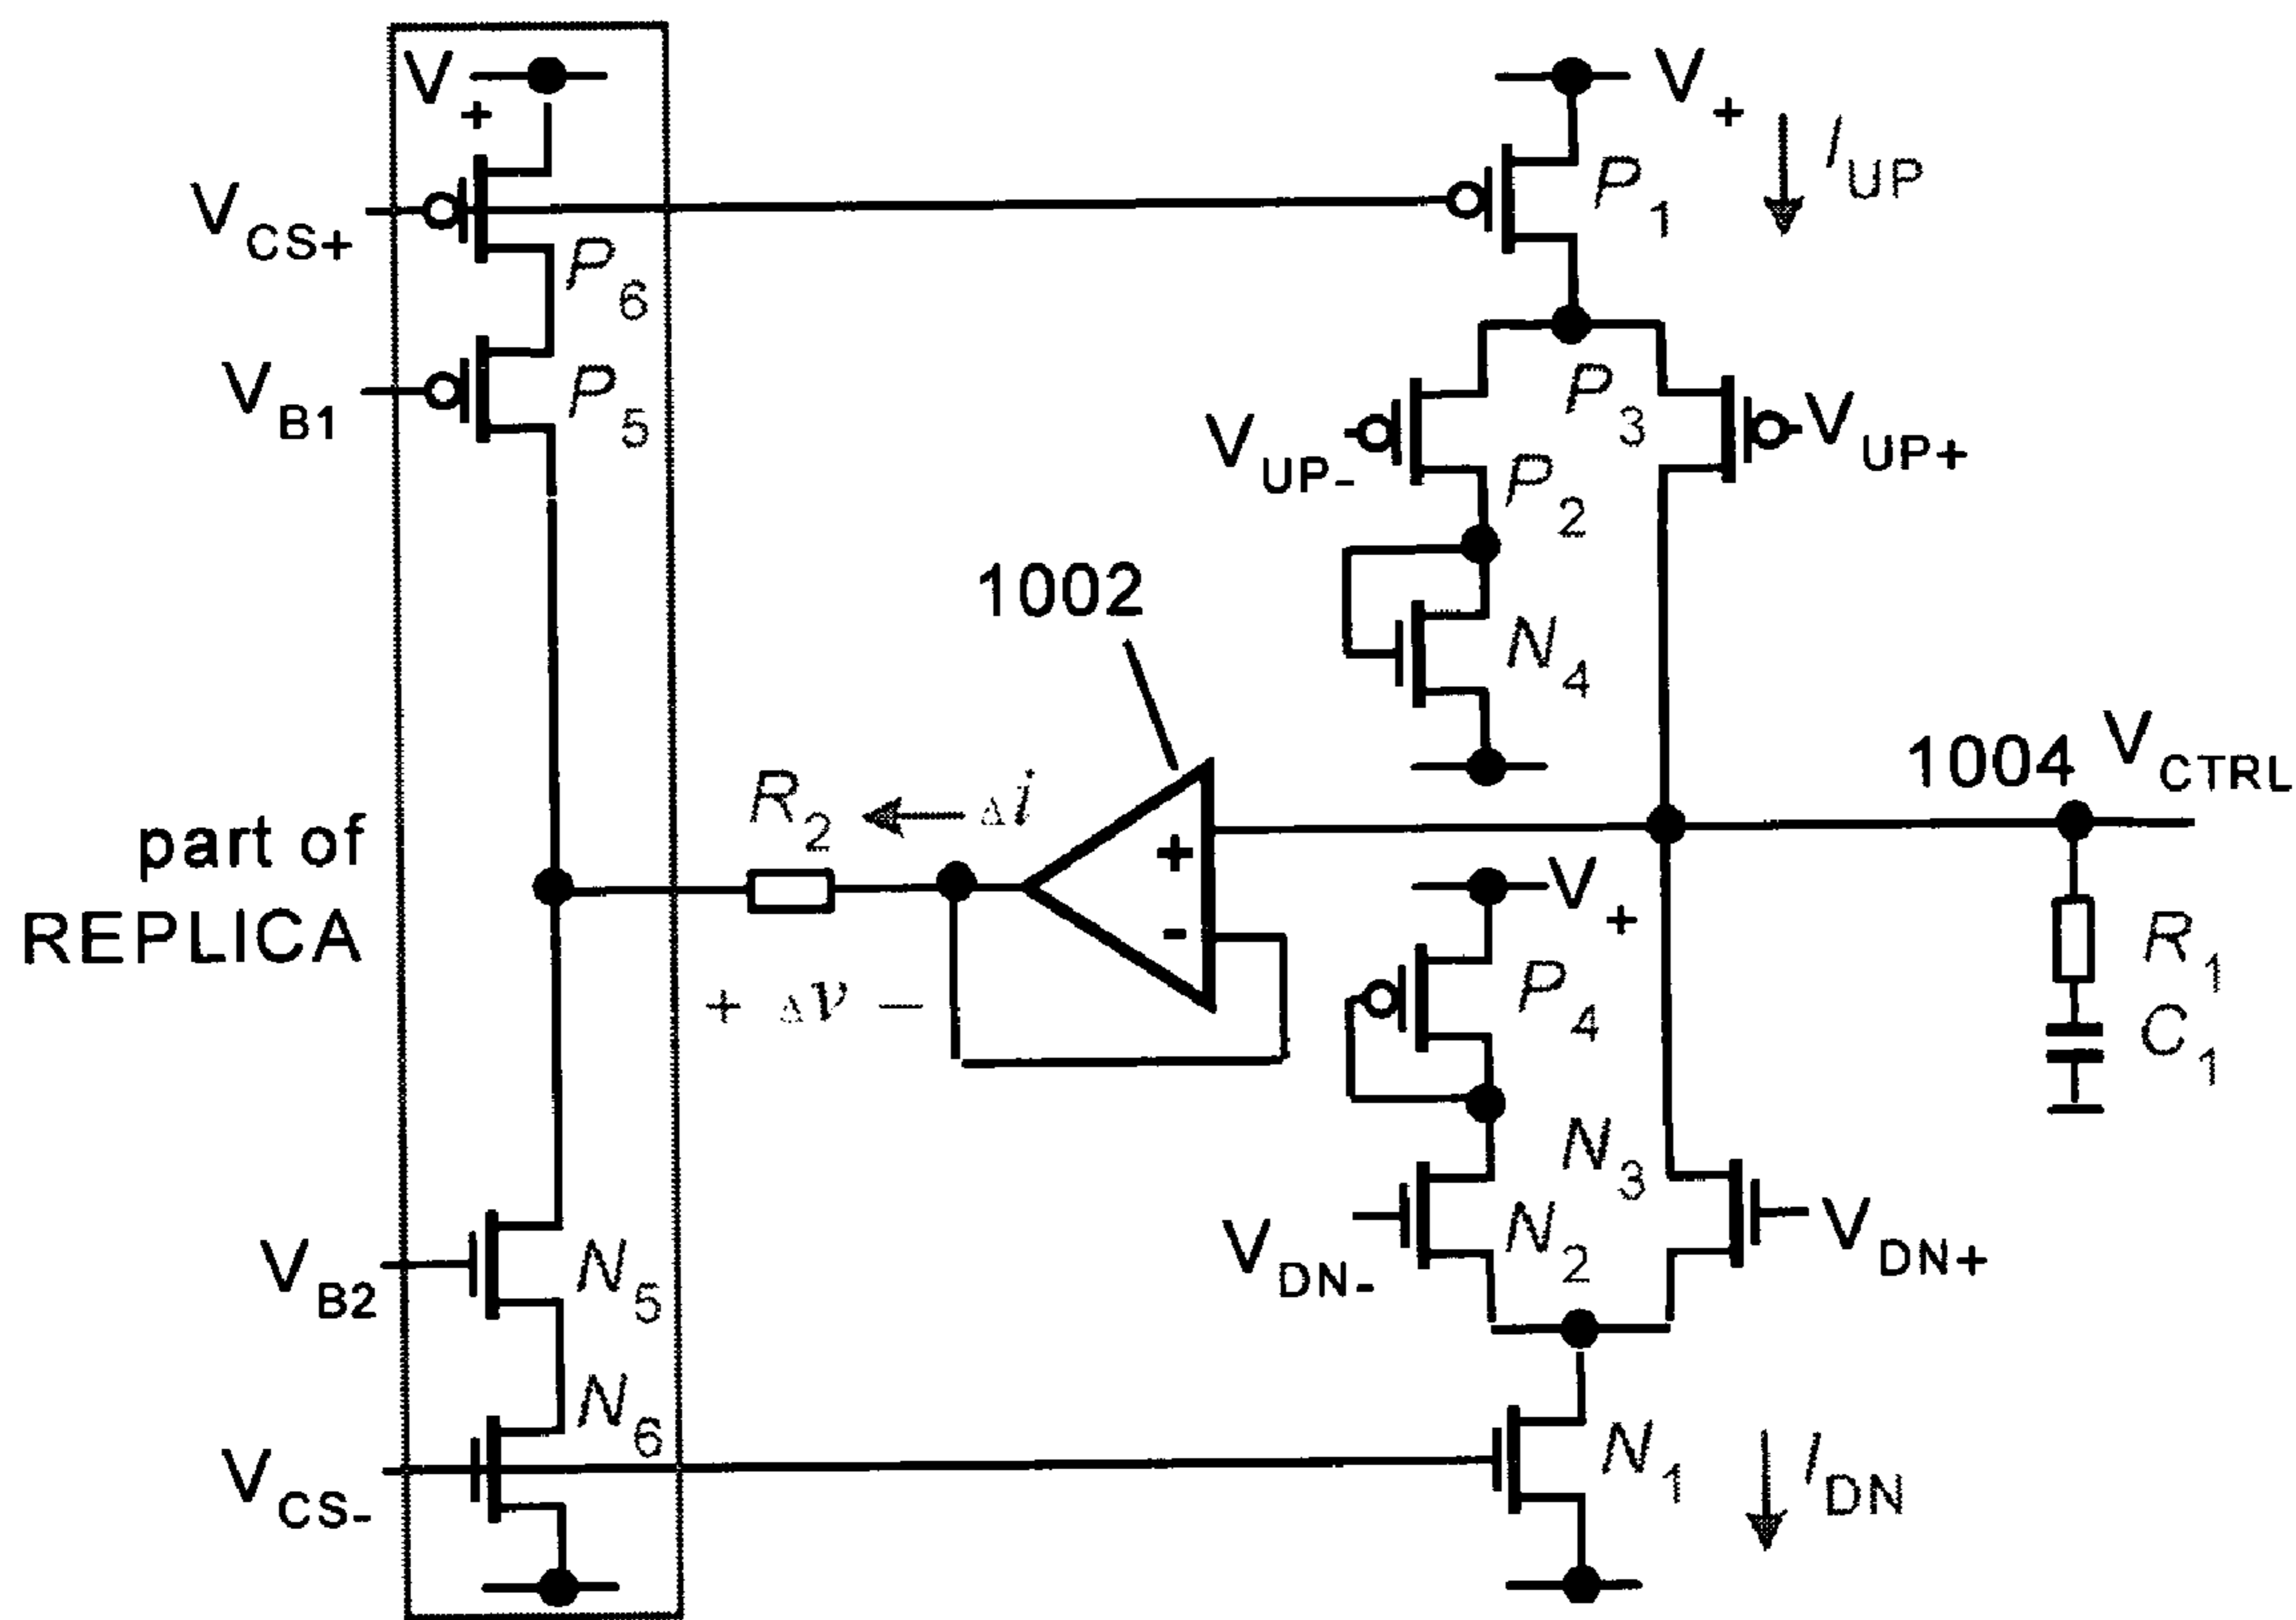 V+
V+
IUP
P1
VCS+
P6
VB1
P5
P3
VUP-
VUP+
P2
1002
N4
1004
VCTRL
R2
Δi
part of
REPLICA
V+
+ Δv −
+
-
P4
R1
C1
N3
VDN-
N2
VDN+
VB2
N5
N6
VCS-
N1
IDN